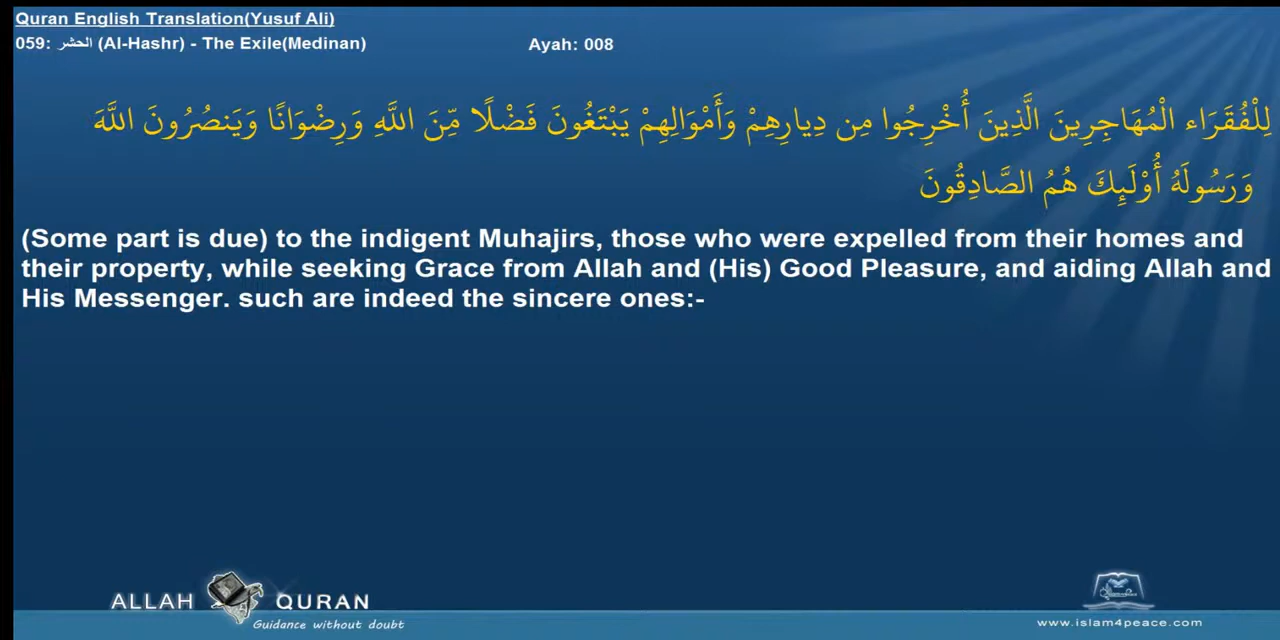 Quran English Translation(Yusuf Ali)
059: الحشر (Al-Hashr) - The Exile(Medinan) Ayah: 008
لِلْفُقَرَاء الْمُهَاجِرِينَ الَّذِينَ أُخْرِجُوا مِن دِيارِهِمْ وَأَمْوَالِهِمْ يَبْتَغُونَ فَضْلًا مِّنَ اللَّهِ وَرِضْوَانًا وَيَنصُرُونَ اللَّهَ
وَرَسُولَهُ أُوْلَئِكَ هُمُ الصَّادِقُونَ
(Some part is due) to the indigent Muhajirs, those who were expelled from their homes and
their property, while seeking Grace from Allah and (His) Good Pleasure, and aiding Allah and
His Messenger. such are indeed the sincere ones:-
ALLAH QURAN
Guidance without doubt
www.islam4peace.com